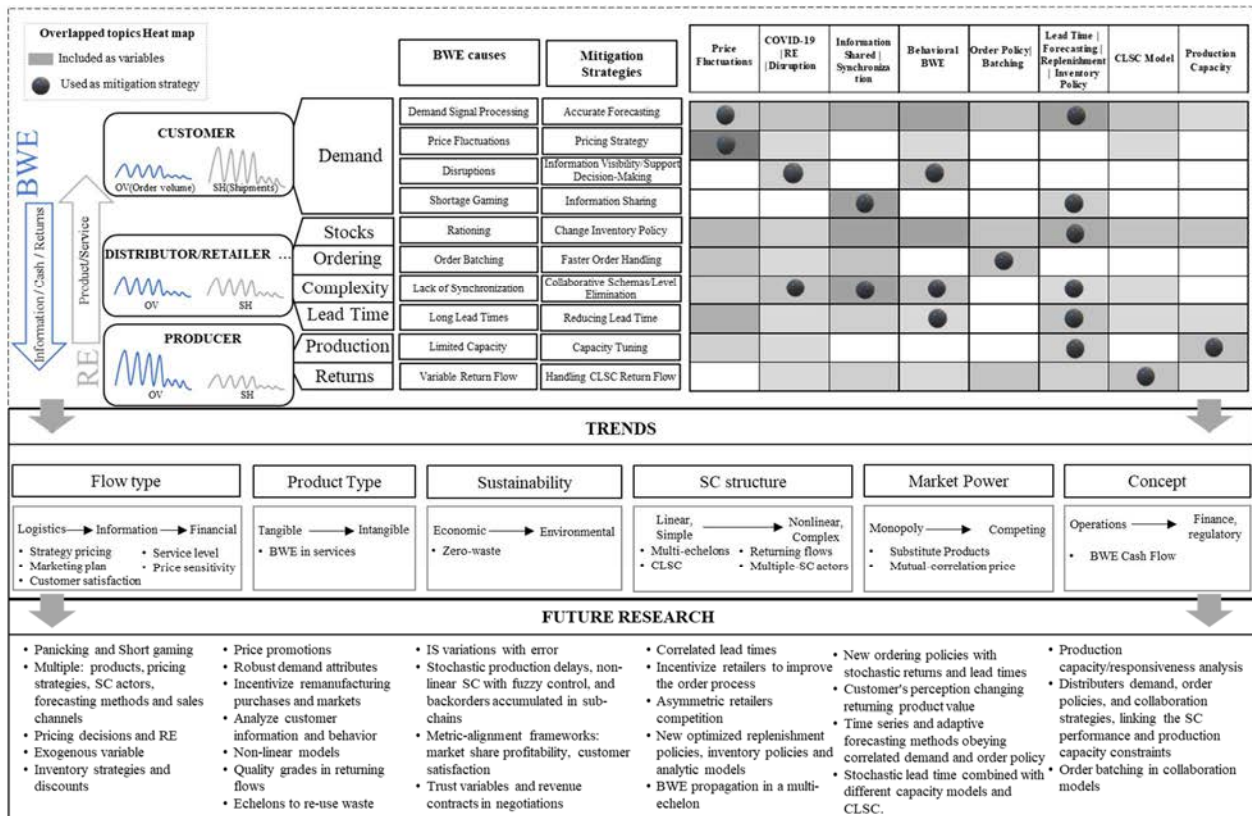 Overlapped topics Heat map
Included as variables
Used as mitigation strategy
BWE causes
Mitigation
Strategies
Price
Fluctuations
COVID-19
|RE
|Disruption
Information
Shared |
Synchroniza
tion
Behavioral
BWE
Order Policy|
Batching
Lead Time |
Forecasting |
Replenishment
| Inventory
Policy
CLSC Model
Production
Capacity
BWE
Information / Cash / Returns
Product/Service
RE
CUSTOMER
OV(Order volume)
SH(Shipments)
DISTRIBUTOR/RETAILER …
OV
SH
PRODUCER
OV
SH
Demand
Stocks
Ordering
Complexity
Lead Time
Production
Returns
Demand Signal Processing
Accurate Forecasting
Price Fluctuations
Pricing Strategy
Disruptions
Information Visibility/Support
Decision-Making
Shortage Gaming
Information Sharing
Rationing
Change Inventory Policy
Order Batching
Faster Order Handling
Lack of Synchronization
Collaborative Schemas/Level
Elimination
Long Lead Times
Reducing Lead Time
Limited Capacity
Capacity Tuning
Variable Return Flow
Handling CLSC Return Flow
TRENDS
Flow type
Logistics Information Financial
• Strategy pricing
• Marketing plan
• Customer satisfaction
• Service level
• Price sensitivity
Product Type
Tangible Intangible
• BWE in services
Sustainability
Economic Environmental
• Zero-waste
SC structure
Linear,
Simple
Nonlinear,
Complex
• Multi-echelons
• CLSC
• Returning flows
• Multiple-SC actors
Market Power
Monopoly Competing
• Substitute Products
• Mutual-correlation price
Concept
Operations Finance,
regulatory
• BWE Cash Flow
FUTURE RESEARCH
• Panicking and Short gaming
• Multiple: products, pricing
strategies, SC actors,
forecasting methods and sales
channels
• Pricing decisions and RE
• Exogenous variable
• Inventory strategies and
discounts
• Price promotions
• Robust demand attributes
• Incentivize remanufacturing
purchases and markets
• Analyze customer
information and behavior
• Non-linear models
• Quality grades in returning
flows
• Echelons to re-use waste
• IS variations with error
• Stochastic production delays, non-
linear SC with fuzzy control, and
backorders accumulated in sub-
chains
• Metric-alignment frameworks:
market share profitability, customer
satisfaction
• Trust variables and revenue
contracts in negotiations
• Correlated lead times
• Incentivize retailers to improve
the order process
• Asymmetric retailers
competition
• New optimized replenishment
policies, inventory policies and
analytic models
• BWE propagation in a multi-
echelon
• New ordering policies with
stochastic returns and lead times
• Customer's perception changing
returning product value
• Time series and adaptive
forecasting methods obeying
correlated demand and order policy
• Stochastic lead time combined with
different capacity models and
CLSC.
• Production
capacity/responsiveness analysis
• Distributers demand, order
policies, and collaboration
strategies, linking the SC
performance and production
capacity constraints
• Order batching in collaboration
models